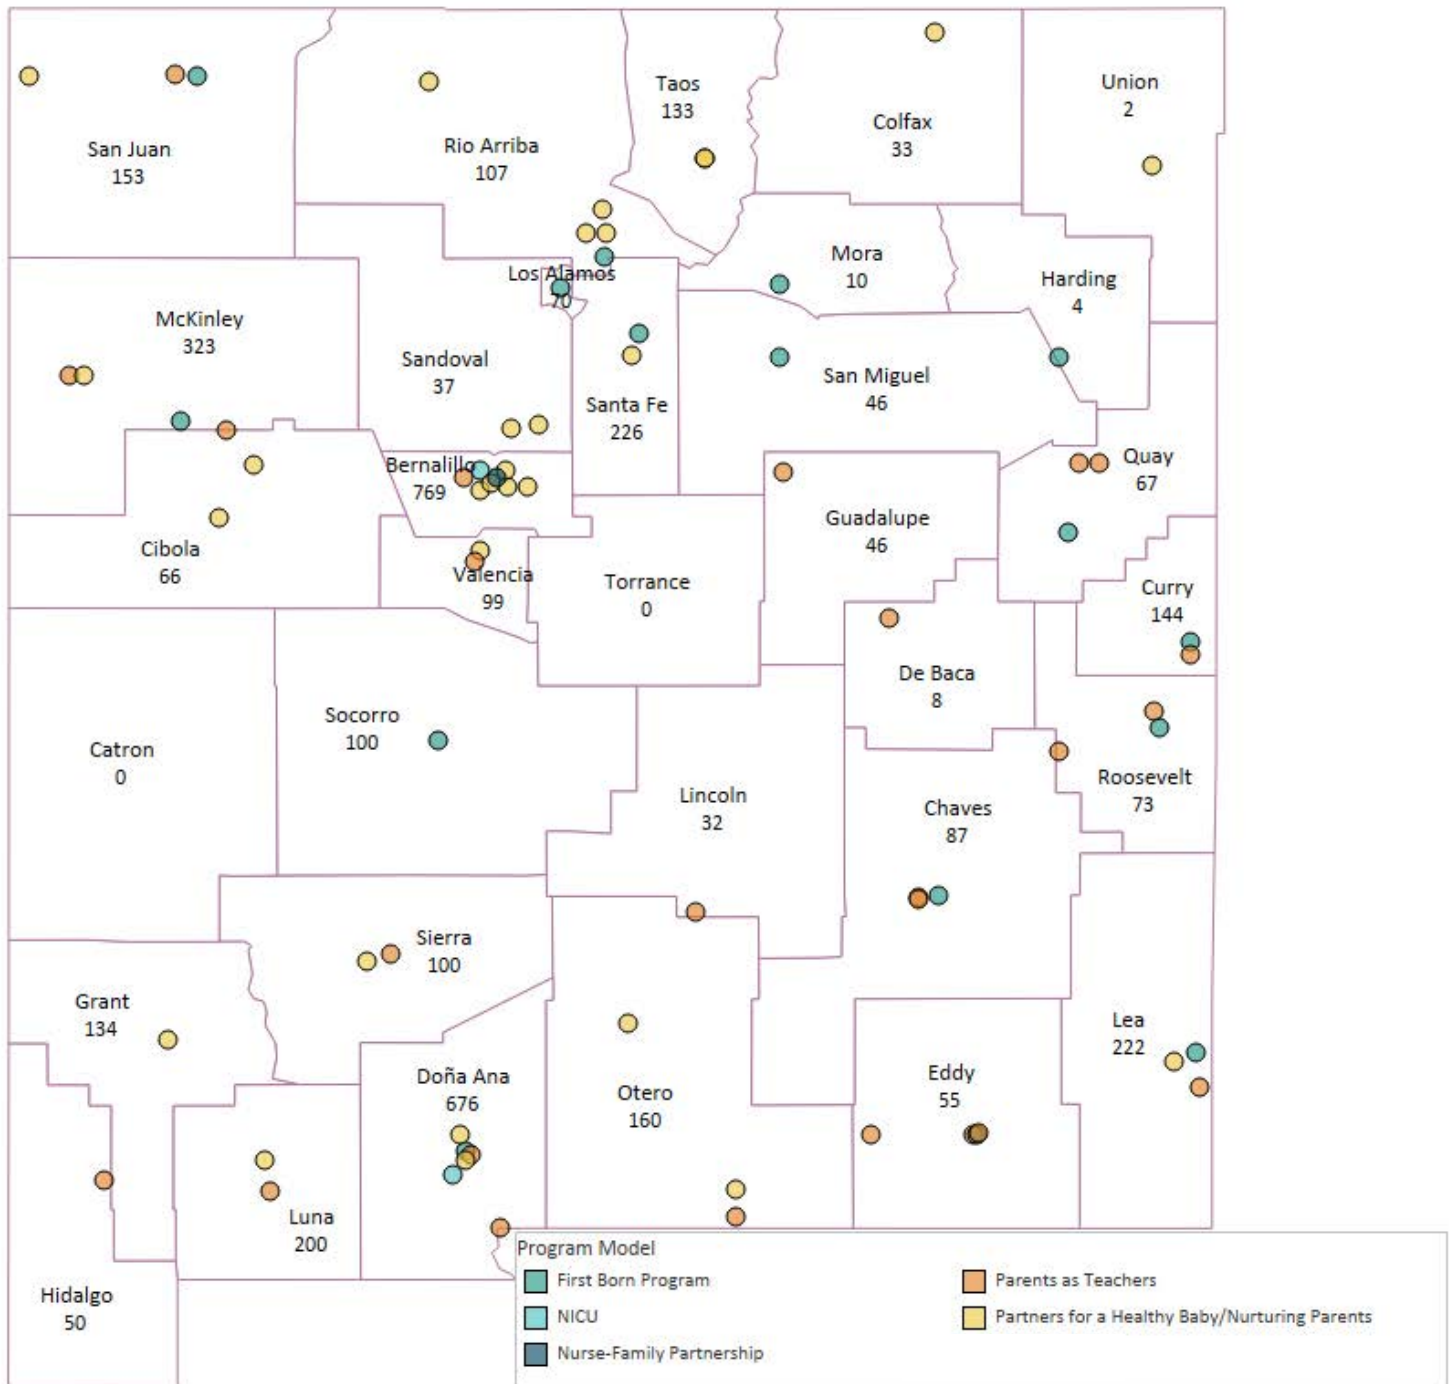 Taos
133
Union
2
Colfax
33
San Juan
153
Rio Arriba
107
Mora
10
Harding
4
Los Alamos
70
McKinley
323
Sandoval
37
San Miguel
46
Santa Fe
226
Bernalillo
769
Quay
67
Guadalupe
46
Cibola
66
Valencia
99
Torrance
0
Curry
144
De Baca
8
Socorro
100
Catron
0
Lincoln
32
Roosevelt
73
Chaves
87
Sierra
100
Grant
134
Lea
222
Doña Ana
676
Otero
160
Eddy
55
Luna
200
Hidalgo
50
Program Model
First Born Program
NICU
Nurse-Family Partnership
Parents as Teachers
Partners for a Healthy Baby/Nurturing Parents